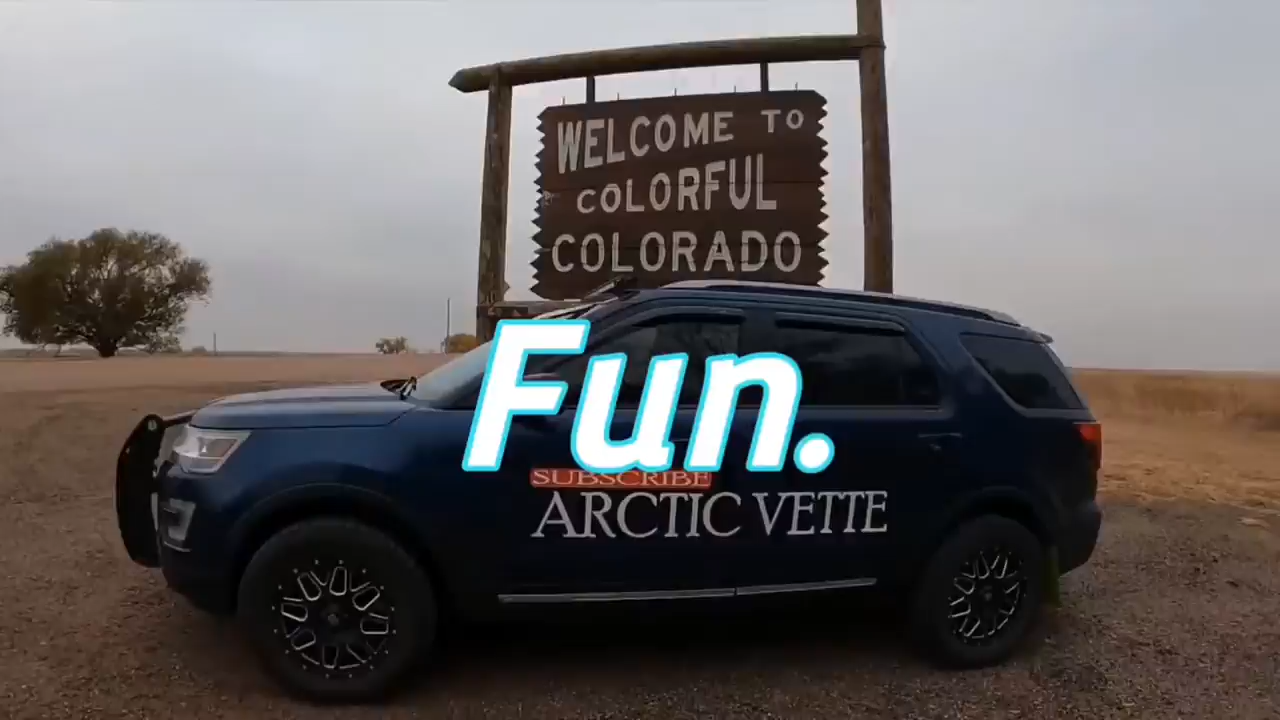 WELCOME TO
COLORFUL
COLORADO
Fun.
SUBSCRIBE
ARCTIC VETTE